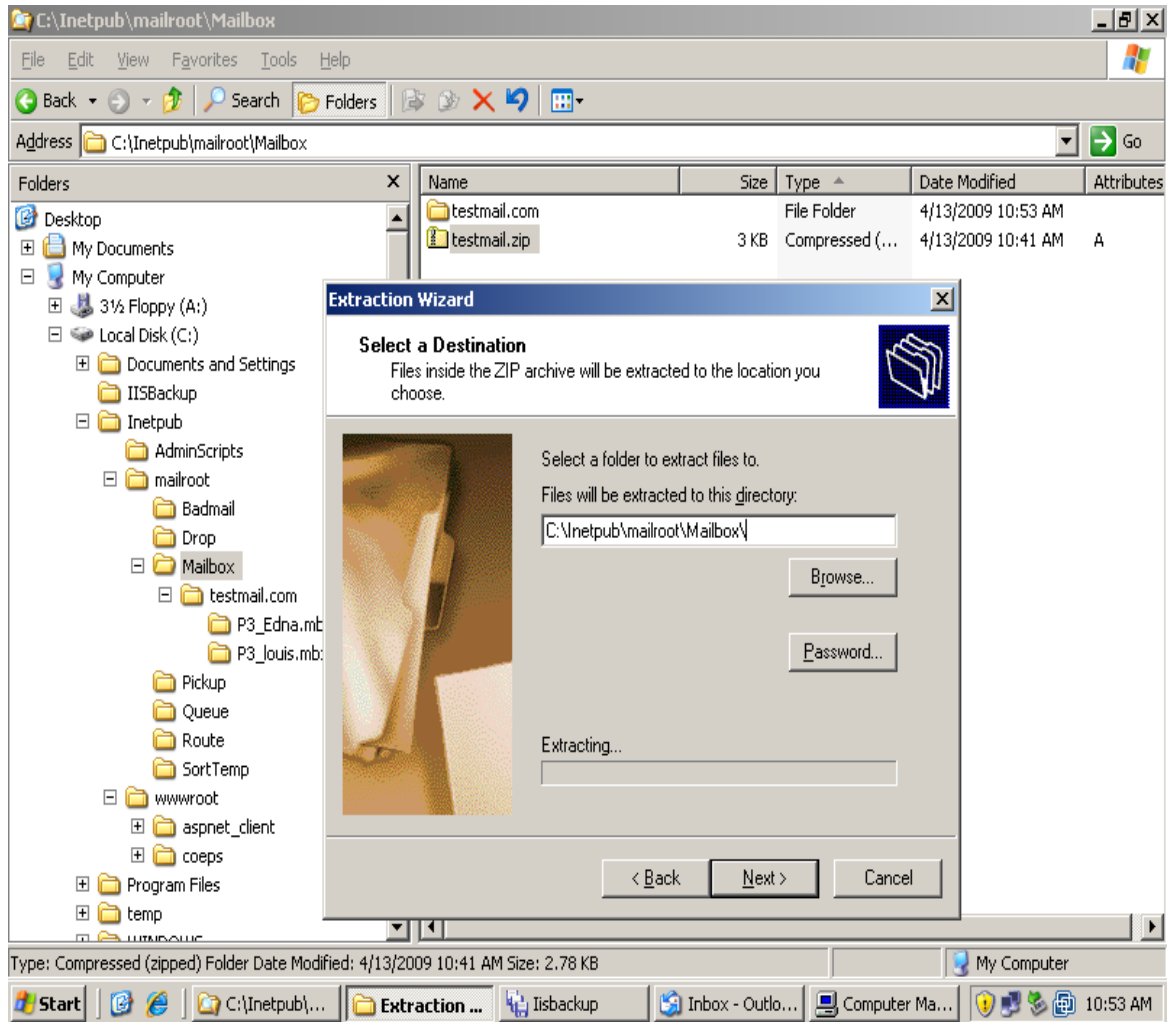 C:\Inetpub\mailroot\Mailbox
File Edit View Favorites Tools Help
Back Search Folders
Address C:\Inetpub\mailroot\Mailbox Go
Folders X
Name Size Type Date Modified Attributes
testmail.com File Folder 4/13/2009 10:53 AM
testmail.zip 3 KB Compressed (... 4/13/2009 10:41 AM A
Desktop
My Documents
My Computer
3½ Floppy (A:)
Local Disk (C:)
Documents and Settings
IISBackup
Inetpub
AdminScripts
mailroot
Badmail
Drop
Mailbox
testmail.com
P3_Edna.mb
P3_louis.mb
Pickup
Queue
Route
SortTemp
wwwroot
aspnet_client
coeps
Program Files
temp
WINDOWS
Extraction Wizard
Select a Destination
Files inside the ZIP archive will be extracted to the location you
choose.
Select a folder to extract files to.
Files will be extracted to this directory:
C:\Inetpub\mailroot\Mailbox\
Browse...
Password...
Extracting...
< Back Next > Cancel
Type: Compressed (zipped) Folder Date Modified: 4/13/2009 10:41 AM Size: 2.78 KB My Computer
Start C:\Inetpub\... Extraction ... Iisbackup Inbox - Outlo... Computer Ma... 10:53 AM